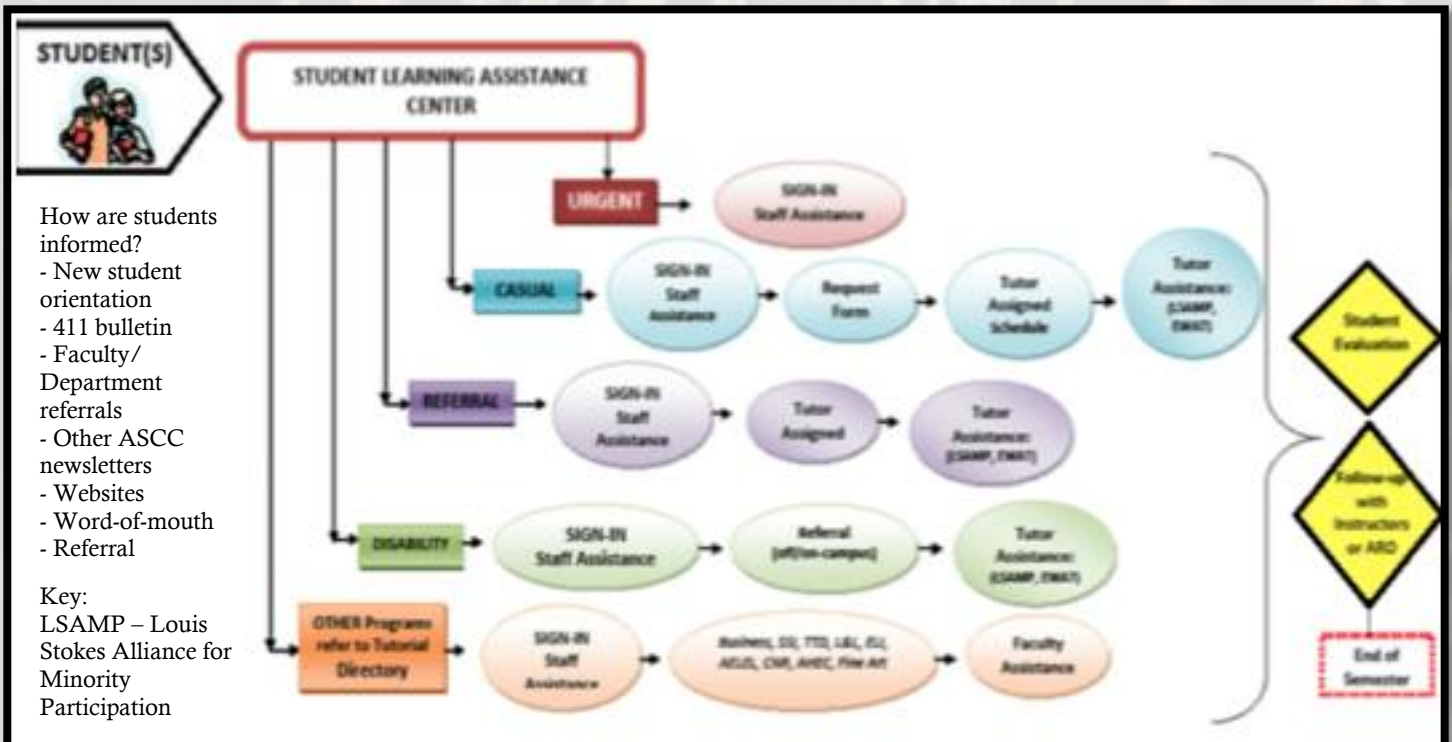 STUDENT(S)
STUDENT LEARNING ASSISTANCE
CENTER
How are students
informed?
- New student
orientation
- 411 bulletin
- Faculty/
Department
referrals
- Other ASCC
newsletters
- Websites
- Word-of-mouth
- Referral
Key:
LSAMP – Louis
Stokes Alliance for
Minority
Participation
URGENT
SIGN-IN
Staff Assistance
CASUAL
SIGN-IN
Staff
Assistance
Request
Form
Tutor
Assigned
Schedule
Tutor
Assistance:
(LSAMP,
REFERRAL
SIGN-IN
Staff
Assistance
Tutor
Assigned
Tutor
Assistance:
(LSAMP,
DISABILITY
SIGN-IN
Staff Assistance
Referral
(off/on-campus)
Tutor
Assistance:
(LSAMP,
OTHER Programs
refer to Tutorial
Directory
SIGN-IN
Staff
Assistance
Business, Fine Art
Faculty
Assistance
Student
Evaluation
Follow-up
with
Instructors
or
End of
Semester